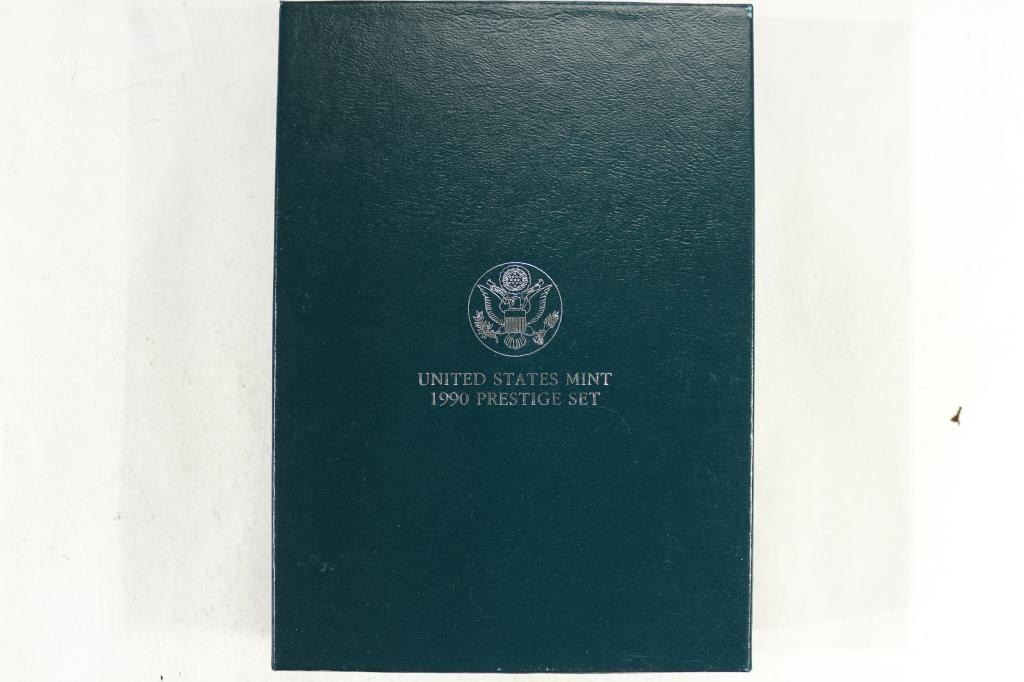 UNITED STATES MINT
1990 PRESTIGE SET